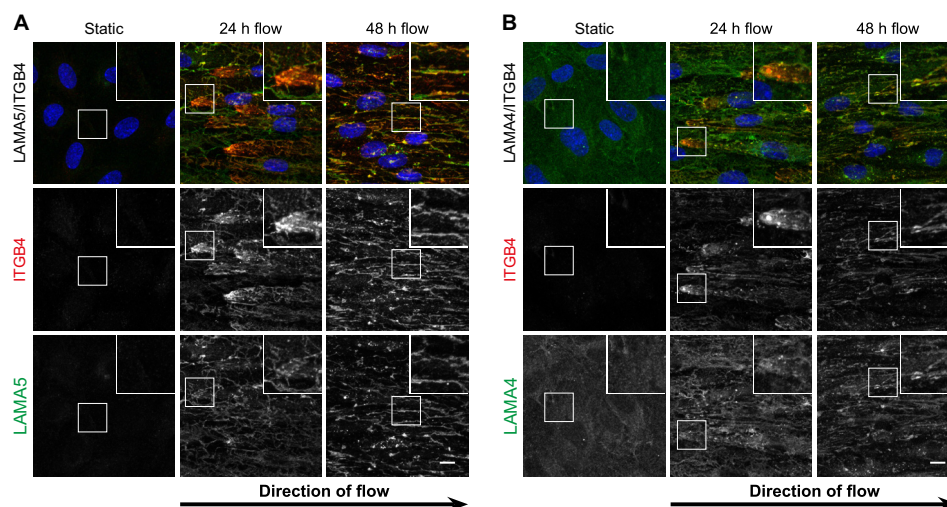 A
Static
24 h flow
48 h flow
LAMA5/ITGB4
ITGB4
LAMA5
Direction of flow
B
Static
24 h flow
48 h flow
LAMA4/ITGB4
ITGB4
LAMA4
Direction of flow